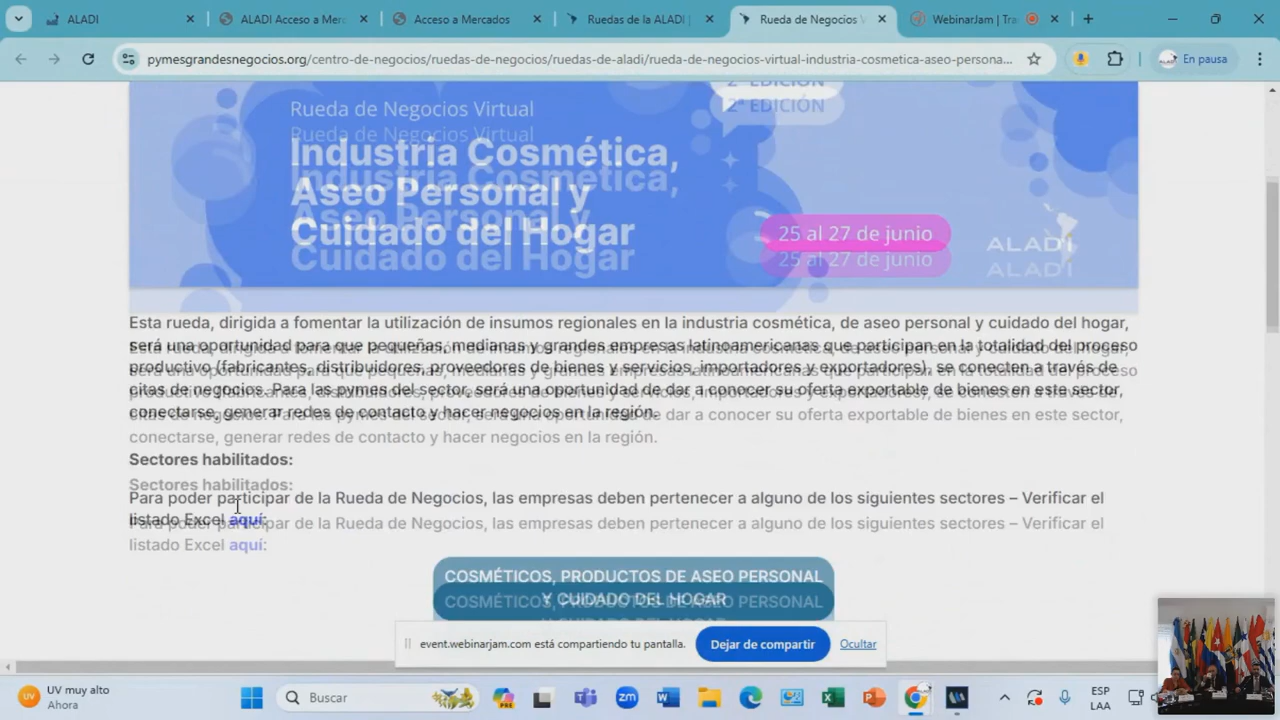 ALADI
ALADI Acceso a Merc
Acceso a Mercados
Ruedas de la ALADI |
Rueda de Negocios V
WebinarJam | Tra
pymesgrandesnegocios.org/centro-de-negocios/ruedas-de-negocios/ruedas-de-aladi/rueda-de-negocios-virtual-industria-cosmetica-aseo-persona...
En pausa
2ª EDICIÓN
Rueda de Negocios Virtual
Industria Cosmética,
Aseo Personal y
Cuidado del Hogar
25 al 27 de junio
ALADI
Esta rueda, dirigida a fomentar la utilización de insumos regionales en la industria cosmética, de aseo personal y cuidado del hogar,
será una oportunidad para que pequeñas, medianas y grandes empresas latinoamericanas que participan en la totalidad del proceso
productivo (fabricantes, distribuidores, proveedores de bienes y servicios, importadores y exportadores), se conecten a través de
citas de negocios. Para las pymes del sector, será una oportunidad de dar a conocer su oferta exportable de bienes en este sector,
conectarse, generar redes de contacto y hacer negocios en la región.
Sectores habilitados:
Para poder participar de la Rueda de Negocios, las empresas deben pertenecer a alguno de los siguientes sectores – Verificar el
listado Excel aquí:
COSMÉTICOS, PRODUCTOS DE ASEO PERSONAL
Y CUIDADO DEL HOGAR
event.webinarjam.com está compartiendo tu pantalla.
Dejar de compartir
Ocultar
UV muy alto
Ahora
Buscar
ESP
LAA